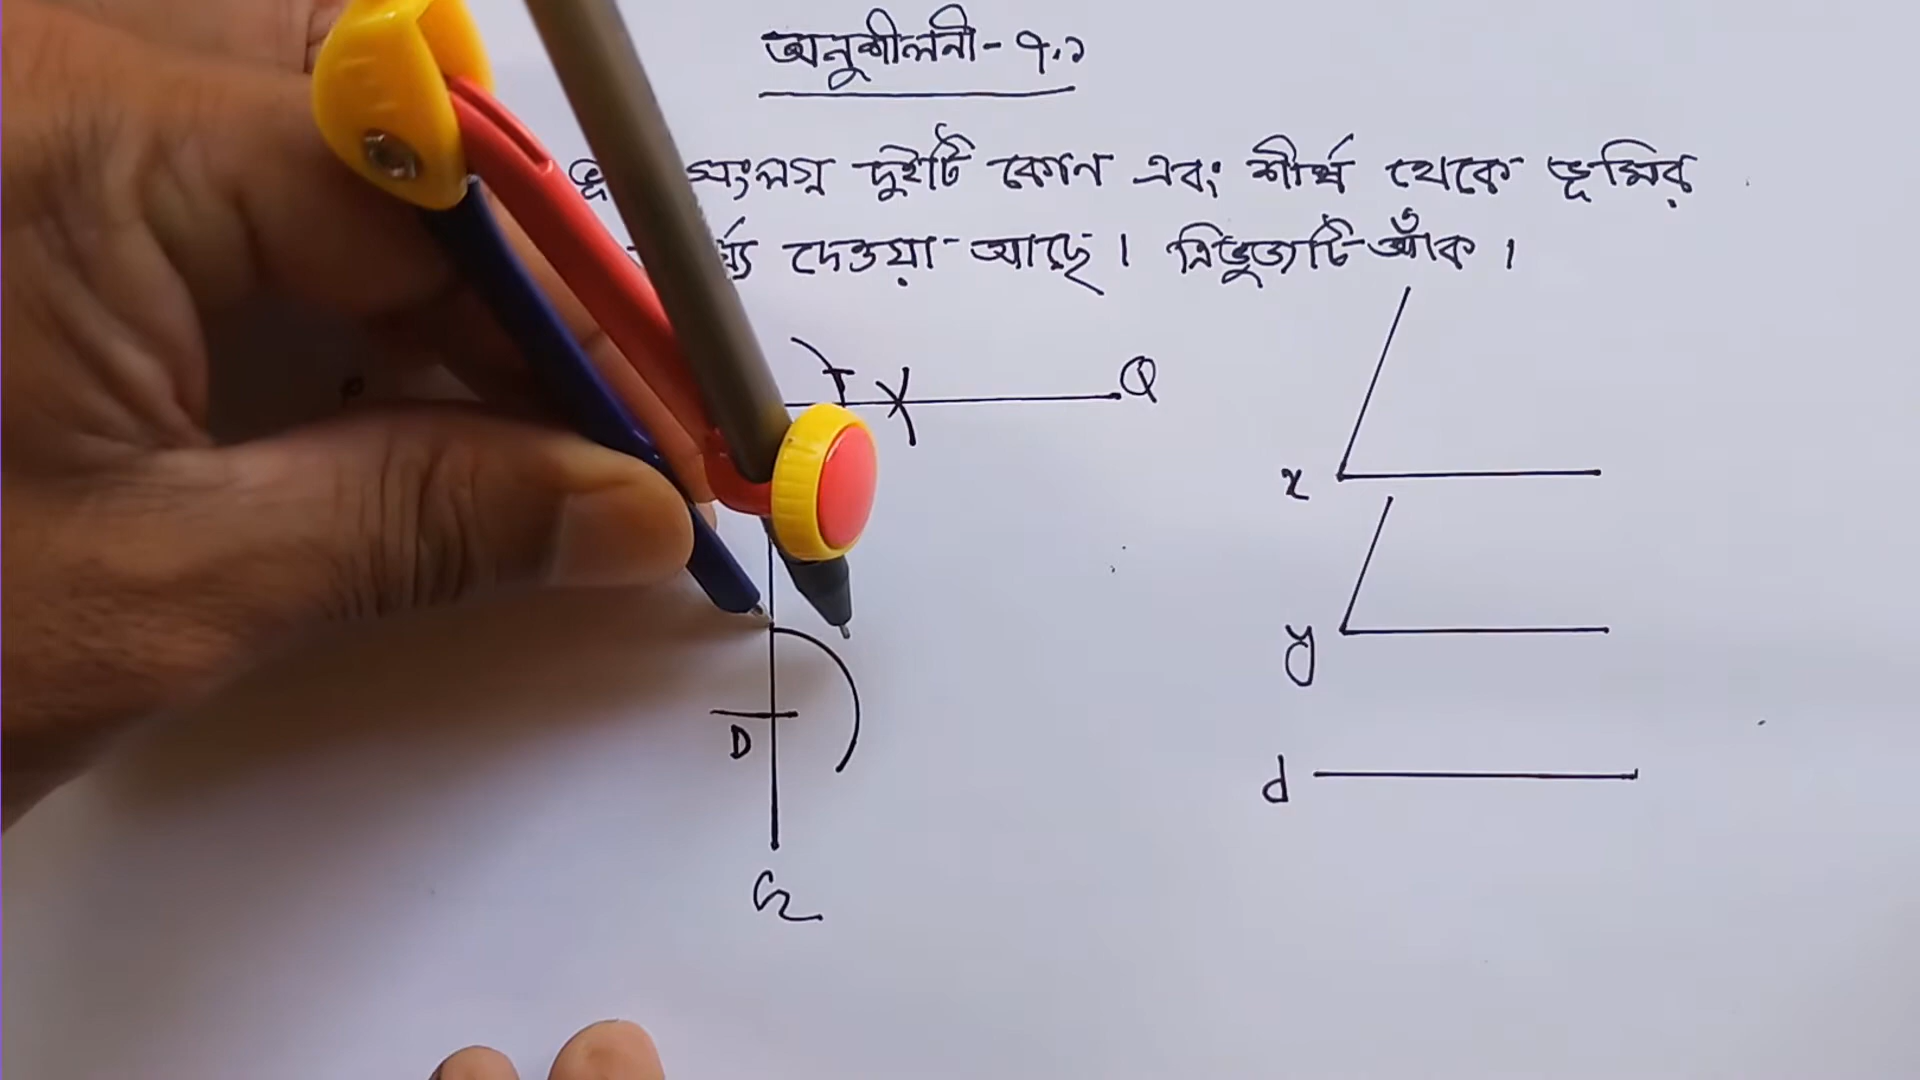 অনুশীলনী-৭.১
সংলগ্ন দুইটি কোন এবং শীর্ষ থেকে ভূমির
দেওয়া আছে। ত্রিভুজটি আঁক।
Q
x
y
D
d
G